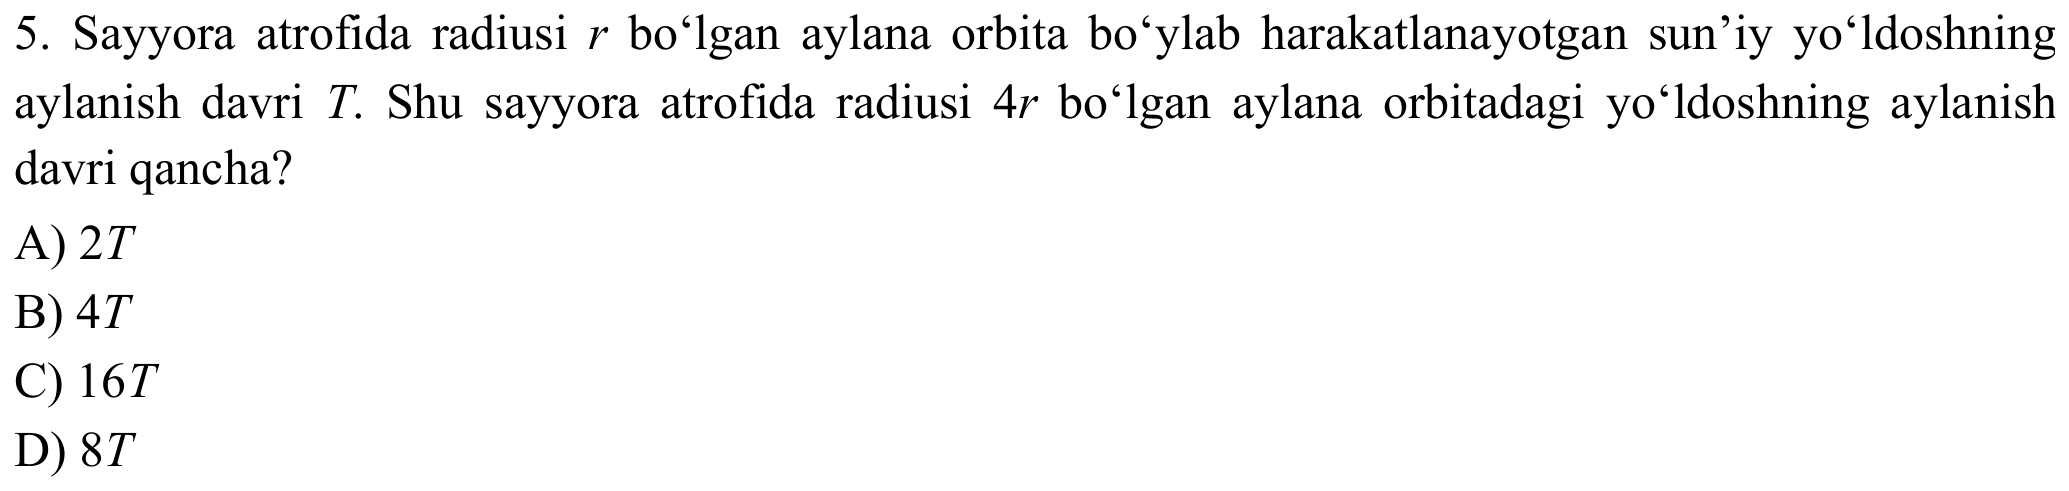 5. Sayyora atrofida radiusi r bo‘lgan aylana orbita bo‘ylab harakatlanayotgan sun’iy yo‘ldoshning
aylanish davri T. Shu sayyora atrofida radiusi 4r bo‘lgan aylana orbitadagi yo‘ldoshning aylanish
davri qancha?
A) 2T
B) 4T
C) 16T
D) 8T